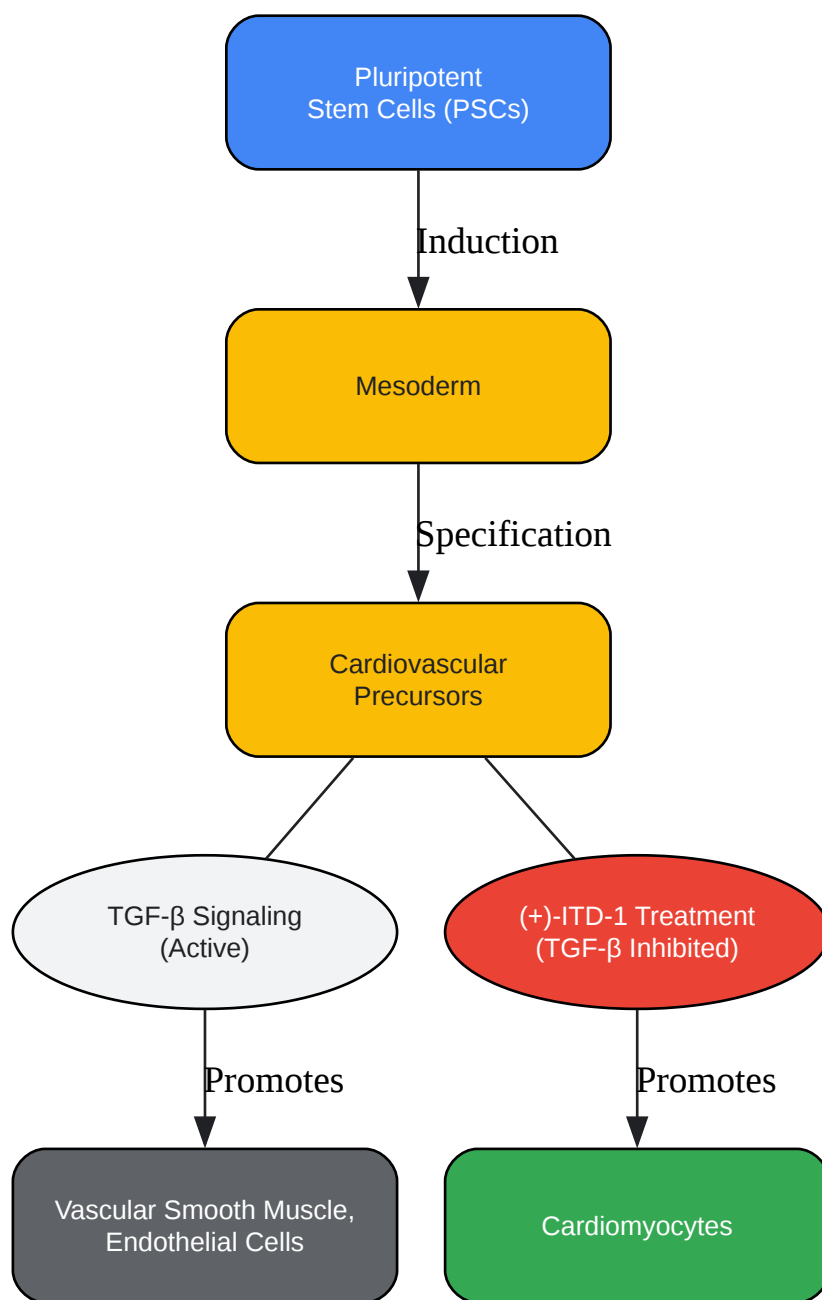 Pluripotent
Stem Cells (PSCs)
Induction
Mesoderm
Specification
Cardiovascular
Precursors
TGF-β Signaling
(Active)
(+)-ITD-1 Treatment
(TGF-β Inhibited)
Promotes
Promotes
Vascular Smooth Muscle,
Endothelial Cells
Cardiomyocytes